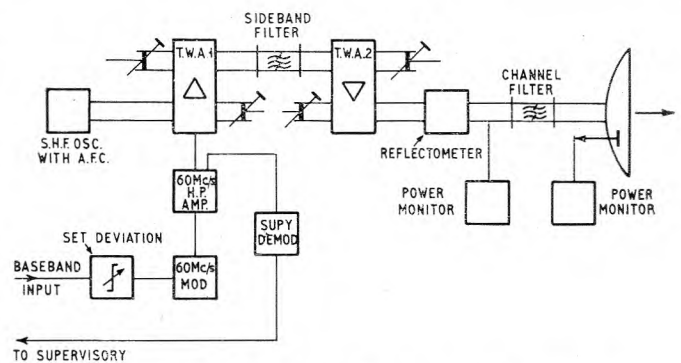 SIDEBAND
FILTER
T.W.A.1
T.W.A.2
CHANNEL
FILTER
S.H.F. OSC.
WITH A.F.C.
REFLECTOMETER
60Mc/s
H.P.
AMP.
POWER
MONITOR
POWER
MONITOR
SUPY
DEMOD
SET DEVIATION
BASEBAND
INPUT
60Mc/s
MOD
TO SUPERVISORY